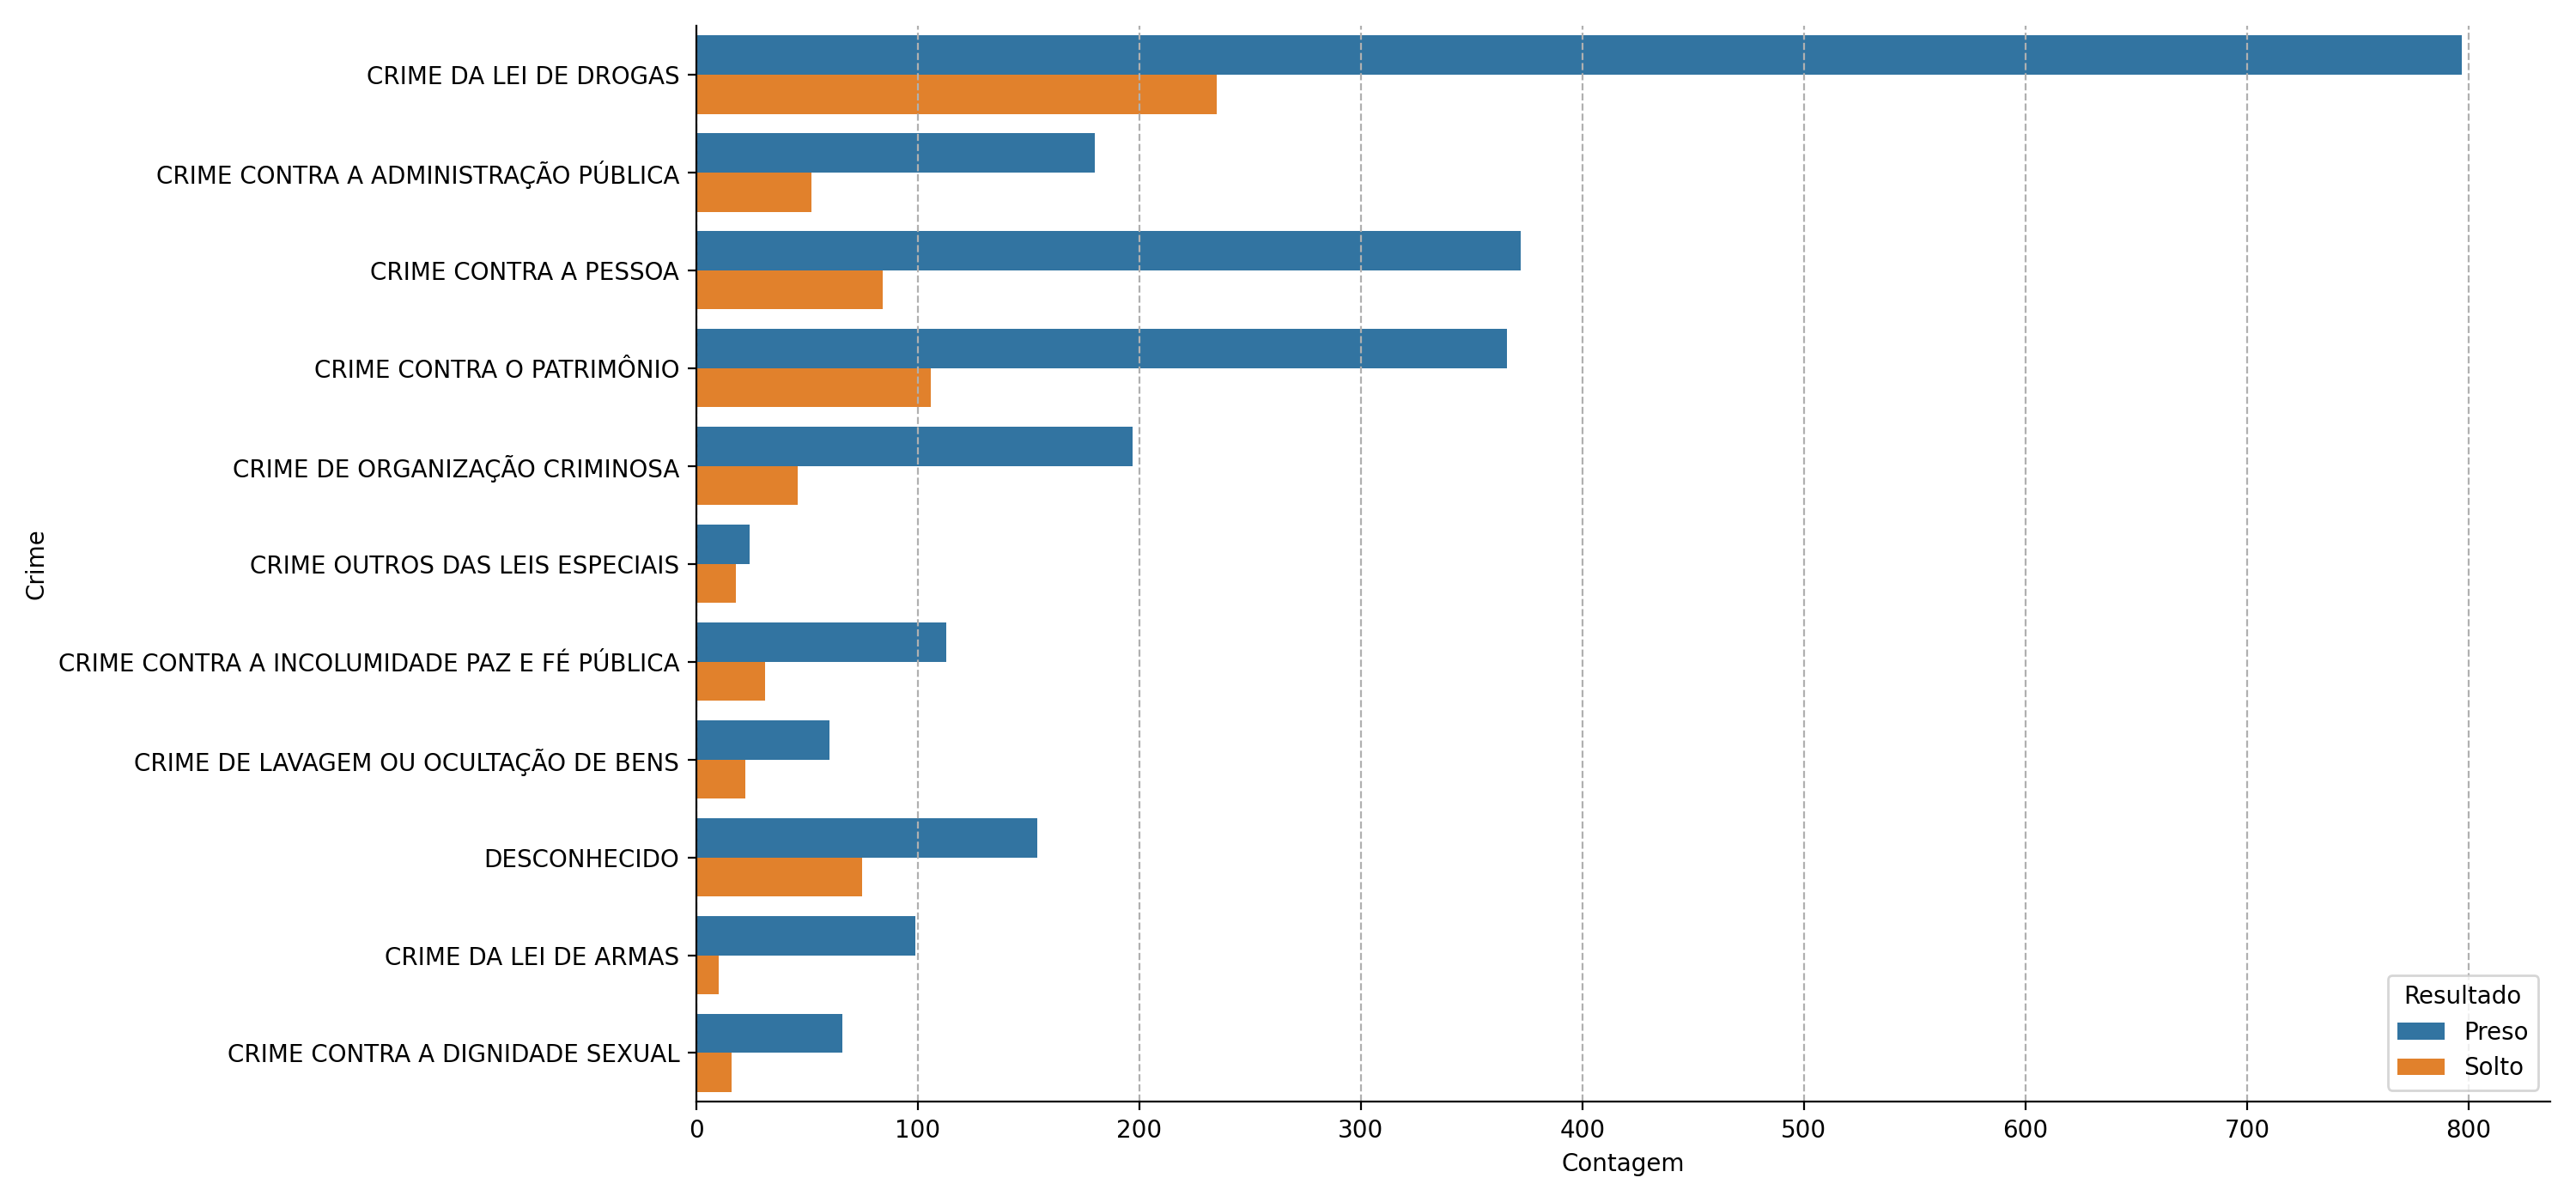 CRIME DA LEI DE DROGAS
CRIME CONTRA A ADMINISTRAÇÃO PÚBLICA
CRIME CONTRA A PESSOA
CRIME CONTRA O PATRIMÔNIO
CRIME DE ORGANIZAÇÃO CRIMINOSA
CRIME OUTROS DAS LEIS ESPECIAIS
CRIME CONTRA A INCOLUMIDADE PAZ E FÉ PÚBLICA
CRIME DE LAVAGEM OU OCULTAÇÃO DE BENS
DESCONHECIDO
CRIME DA LEI DE ARMAS
CRIME CONTRA A DIGNIDADE SEXUAL
Crime
Resultado
Preso
Solto
0 100 200 300 400 500 600 700 800
Contagem